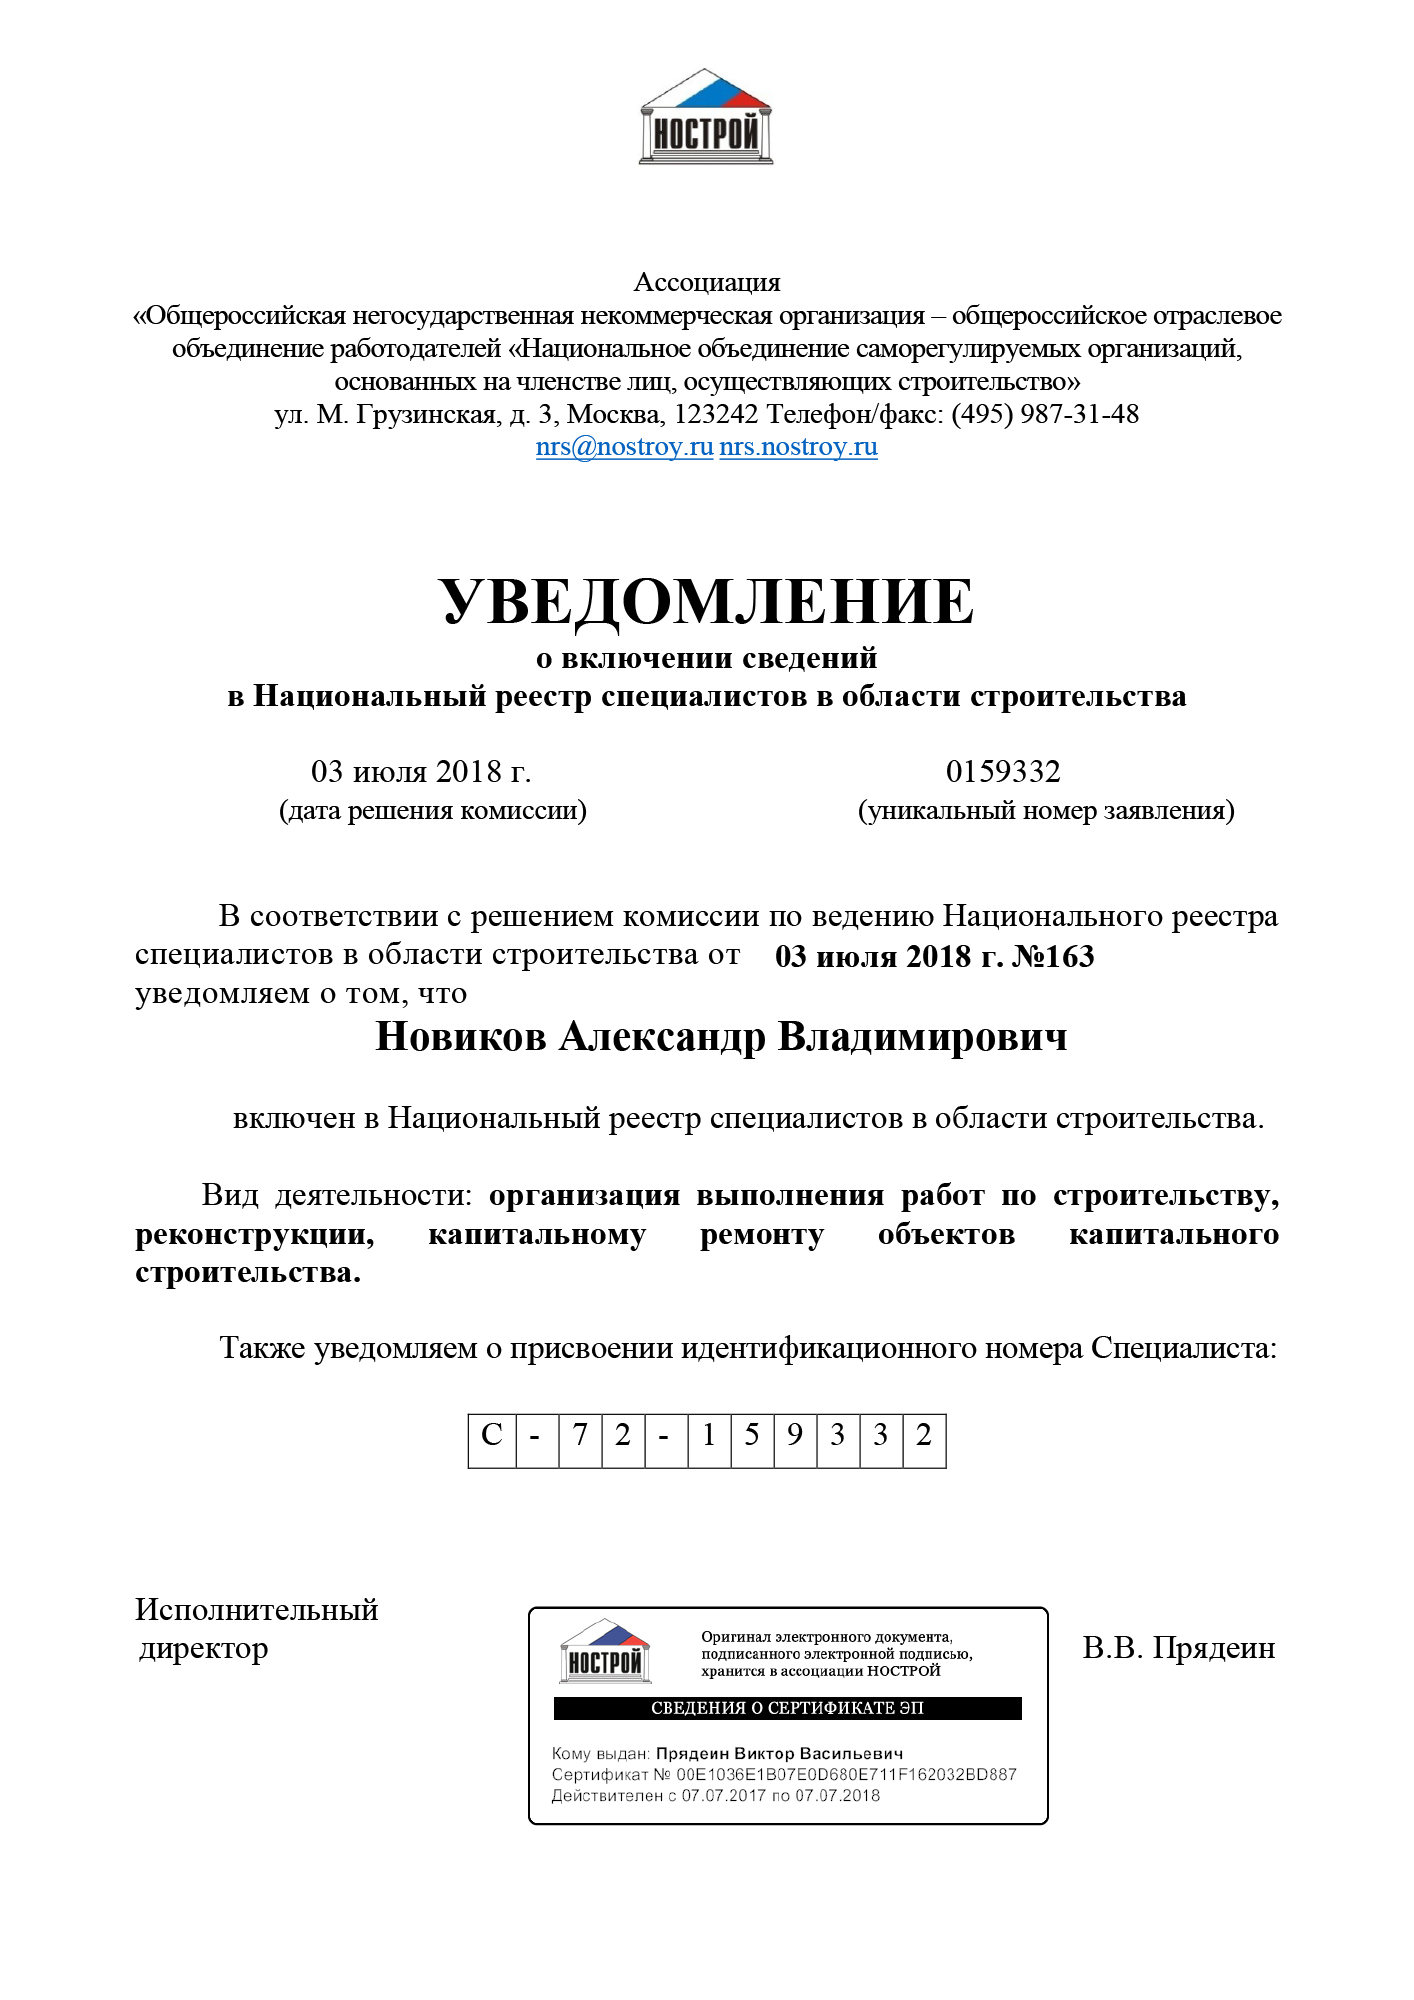 НОСТРОЙ
Ассоциация
«Общероссийская негосударственная некоммерческая организация – общероссийское отраслевое
объединение работодателей «Национальное объединение саморегулируемых организаций,
основанных на членстве лиц, осуществляющих строительство»
ул. М. Грузинская, д. 3, Москва, 123242 Телефон/факс: (495) 987-31-48
nrs@nostroy.ru nrs.nostroy.ru
УВЕДОМЛЕНИЕ
о включении сведений
в Национальный реестр специалистов в области строительства
03 июля 2018 г. 0159332
(дата решения комиссии) (уникальный номер заявления)
В соответствии с решением комиссии по ведению Национального реестра
специалистов в области строительства от 03 июля 2018 г. №163
уведомляем о том, что
Новиков Александр Владимирович
включен в Национальный реестр специалистов в области строительства.
Вид деятельности: организация выполнения работ по строительству,
реконструкции, капитальному ремонту объектов капитального
строительства.
Также уведомляем о присвоении идентификационного номера Специалиста:
С - 7 2 - 1 5 9 3 3 2
Исполнительный
директор
НОСТРОЙ
Оригинал электронного документа,
подписанного электронной подписью,
хранится в ассоциации НОСТРОЙ
СВЕДЕНИЯ О СЕРТИФИКАТЕ ЭП
Кому выдан: Прядеин Виктор Васильевич
Сертификат № 00E1036E1B07E0D680E711F162032BD887
Действителен с 07.07.2017 по 07.07.2018
В.В. Прядеин